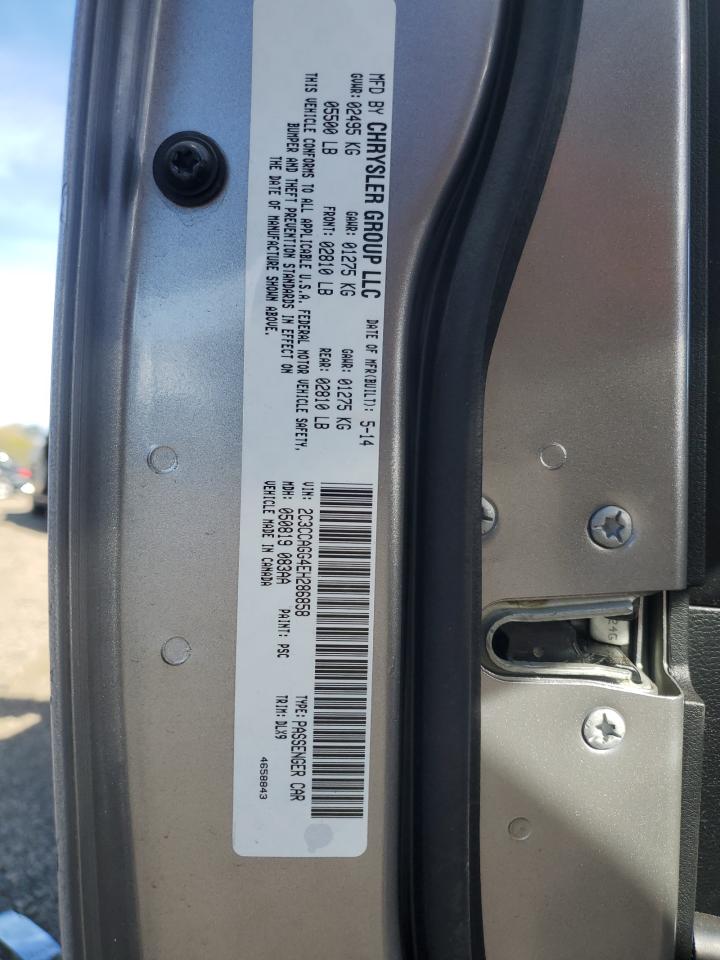 MFD BY CHRYSLER GROUP LLC DATE OF MFR(BUILT): 5-14
GVWR: 02495 KG GAWR: 01275 KG GAWR: 01275 KG
05500 LB FRONT: 02810 LB REAR: 02810 LB
THIS VEHICLE CONFORMS TO ALL APPLICABLE U.S.A. FEDERAL MOTOR VEHICLE SAFETY,
BUMPER AND THEFT PREVENTION STANDARDS IN EFFECT ON
THE DATE OF MANUFACTURE SHOWN ABOVE.
VIN: 2C3CCAGG4EH286858 TYPE: PASSENGER CAR
MDH: 050819 083AA PAINT: PSC TRIM: DLX9
VEHICLE MADE IN CANADA 4658843
24G